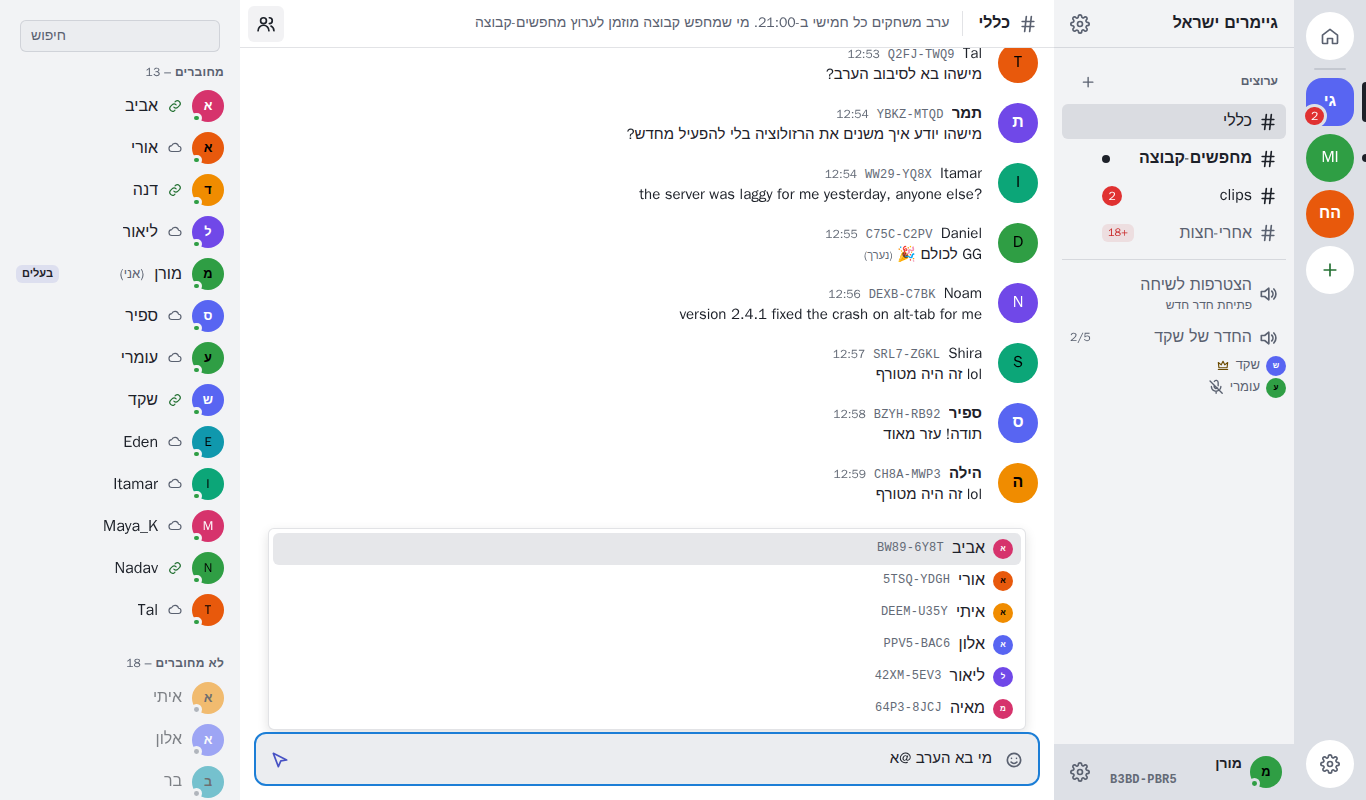 גי
2
MI
הח
גיימרים ישראל
ערוצים
כללי
מחפשים-קבוצה
clips
2
אחרי-חצות
18+
הצטרפות לשיחה
פתיחת חדר חדש
החדר של שקד
2/5
ש
שקד
ע
עומרי
מ
מורן
B3BD-PBR5
# כללי
ערב משחקים כל חמישי ב-21:00. מי שמחפש קבוצה מוזמן לערוץ מחפשים-קבוצה
T
Tal Q2FJ-TWQ9 12:53
מישהו בא לסיבוב הערב?
ת
תמר YBKZ-MTQD 12:54
מישהו יודע איך משנים את הרזולוציה בלי להפעיל מחדש?
I
Itamar WW29-YQ8X 12:54
the server was laggy for me yesterday, anyone else?
D
Daniel C75C-C2PV 12:55
GG לכולם 🎉 (נערך)
N
Noam DEXB-C7BK 12:56
version 2.4.1 fixed the crash on alt-tab for me
S
Shira SRL7-ZGKL 12:57
lol זה היה מטורף
ס
ספיר BZYH-RB92 12:58
תודה! עזר מאוד
ה
הילה CH8A-MWP3 12:59
lol זה היה מטורף
א
אביב BW89-6Y8T
א
אורי 5TSQ-YDGH
א
איתי DEEM-U35Y
א
אלון PPV5-BAC6
ל
ליאור 42XM-5EV3
מ
מאיה 64P3-8JCJ
מי בא הערב @א
חיפוש
מחוברים – 13
א
אביב
א
אורי
ד
דנה
ל
ליאור
מ
מורן (אני)
בעלים
ס
ספיר
ע
עומרי
ש
שקד
E
Eden
I
Itamar
M
Maya_K
N
Nadav
T
Tal
לא מחוברים – 18
א
איתי
א
אלון
ב
בר